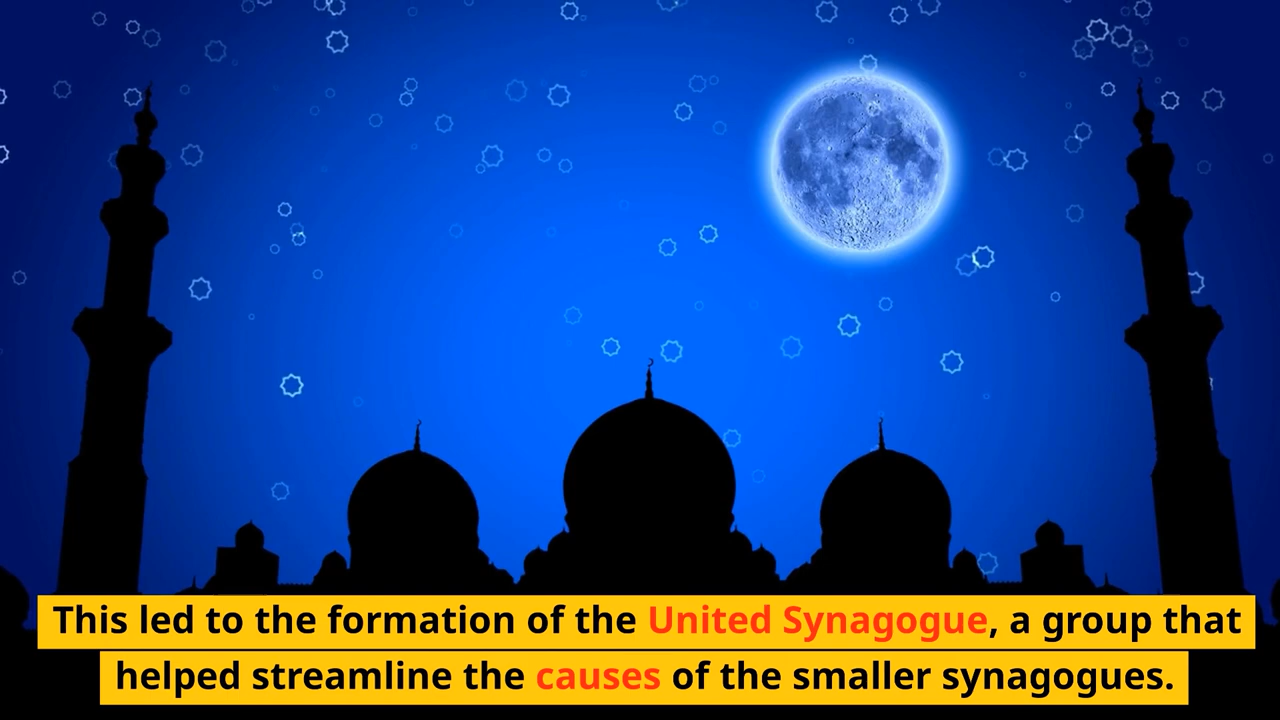 This led to the formation of the United Synagogue, a group that
helped streamline the causes of the smaller synagogues.